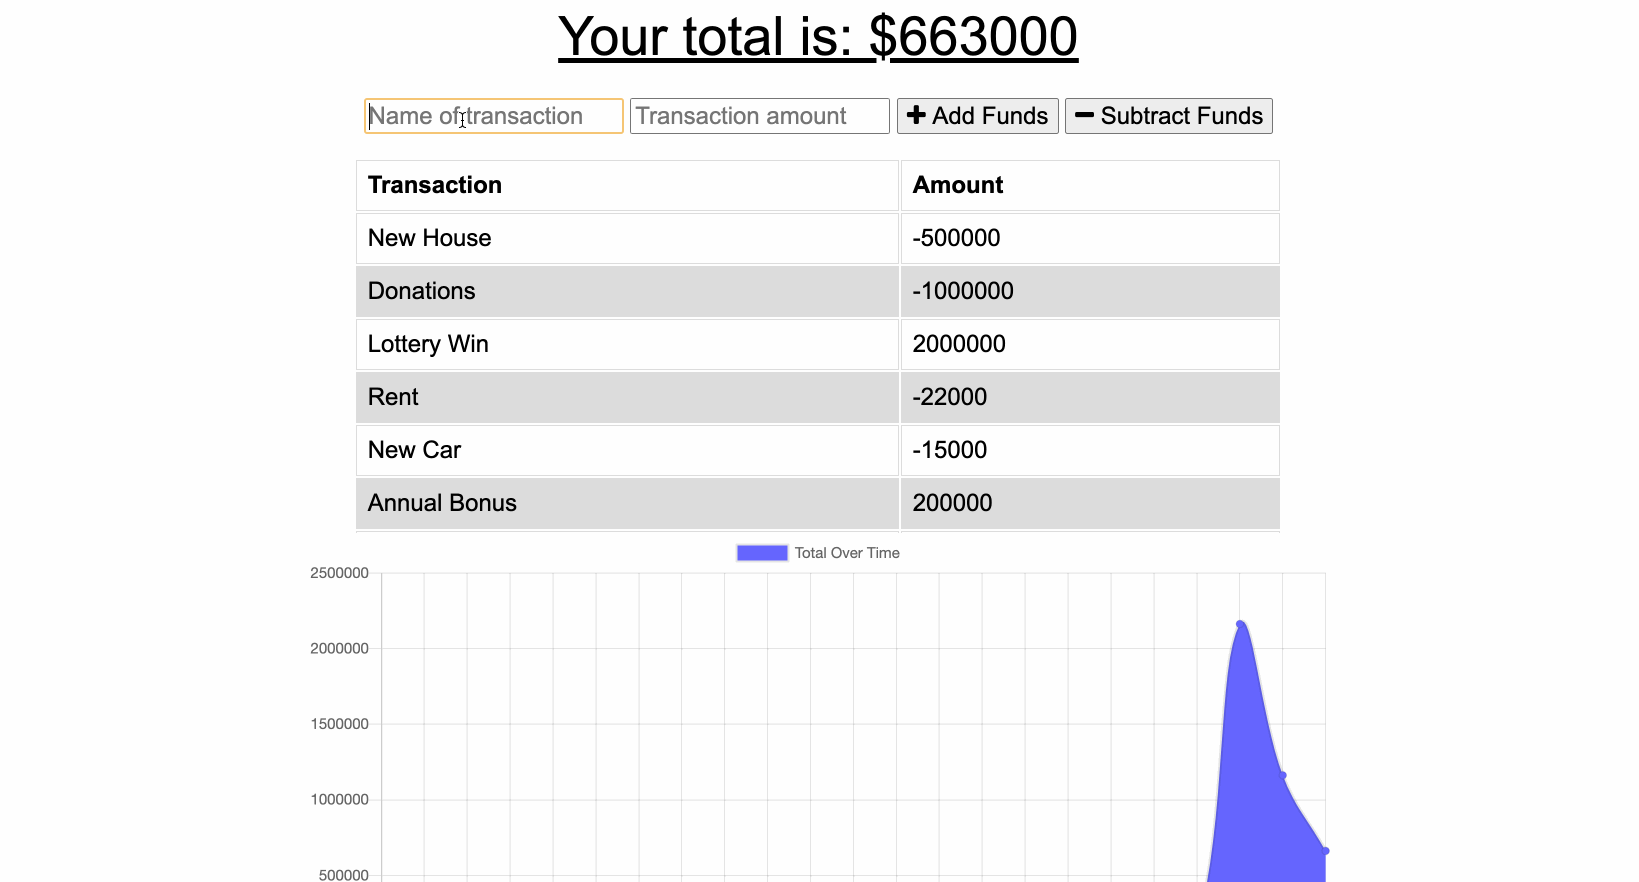 Your total is: $663000
Name of transaction Transaction amount Add Funds Subtract Funds
Transaction Amount
New House -500000
Donations -1000000
Lottery Win 2000000
Rent -22000
New Car -15000
Annual Bonus 200000
Total Over Time
2500000
2000000
1500000
1000000
500000